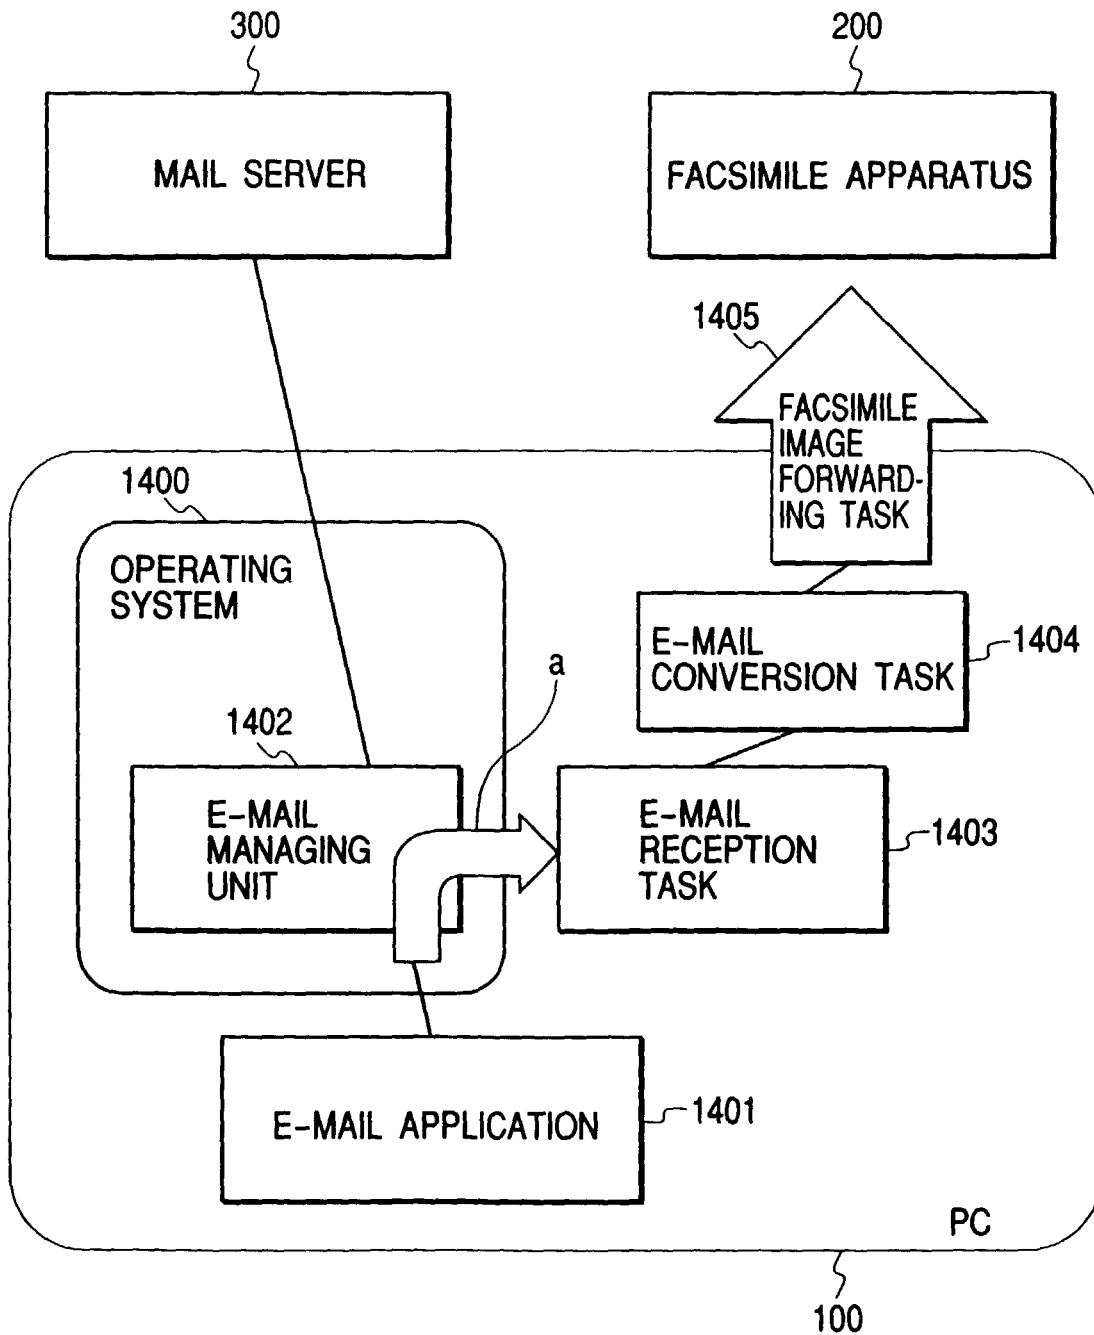 300
200
MAIL SERVER
FACSIMILE APPARATUS
1405
FACSIMILE
IMAGE
FORWARD-
ING TASK
1400
OPERATING
SYSTEM
E-MAIL
CONVERSION TASK
1404
a
1402
E-MAIL
MANAGING
UNIT
E-MAIL
RECEPTION
TASK
1403
E-MAIL APPLICATION
1401
PC
100